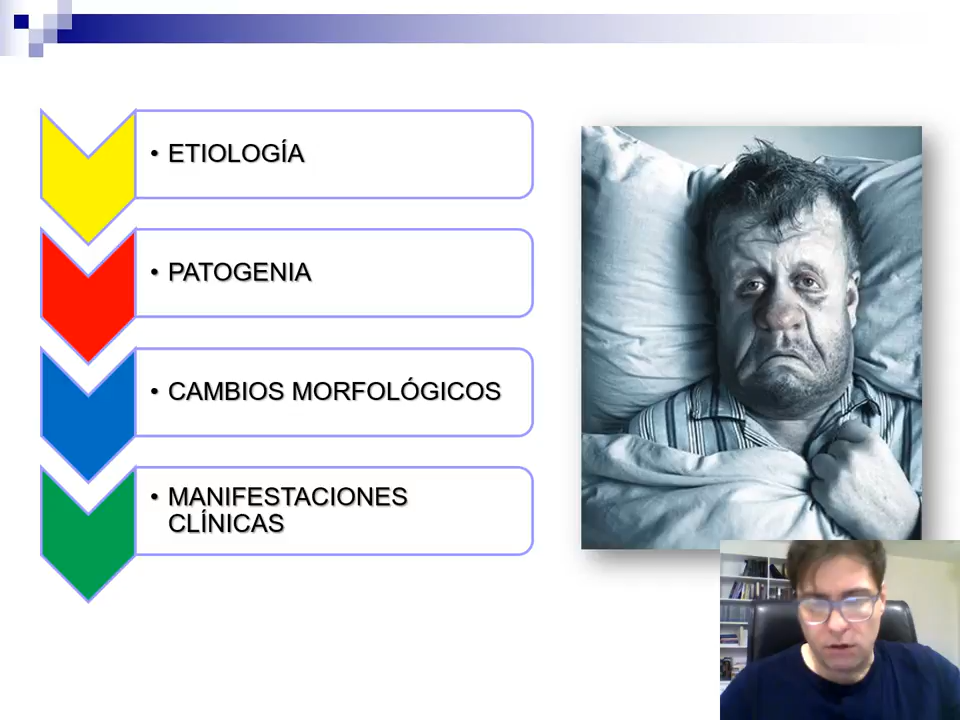 • ETIOLOGÍA
• PATOGENIA
• CAMBIOS MORFOLÓGICOS
• MANIFESTACIONES
CLÍNICAS